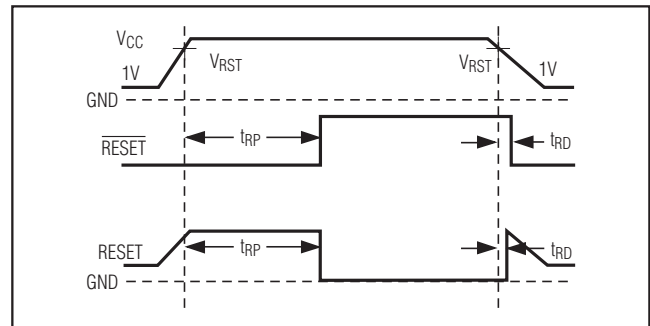 VCC
1V VRST VRST 1V
GND
RESET tRP tRD
RESET tRP tRD
GND